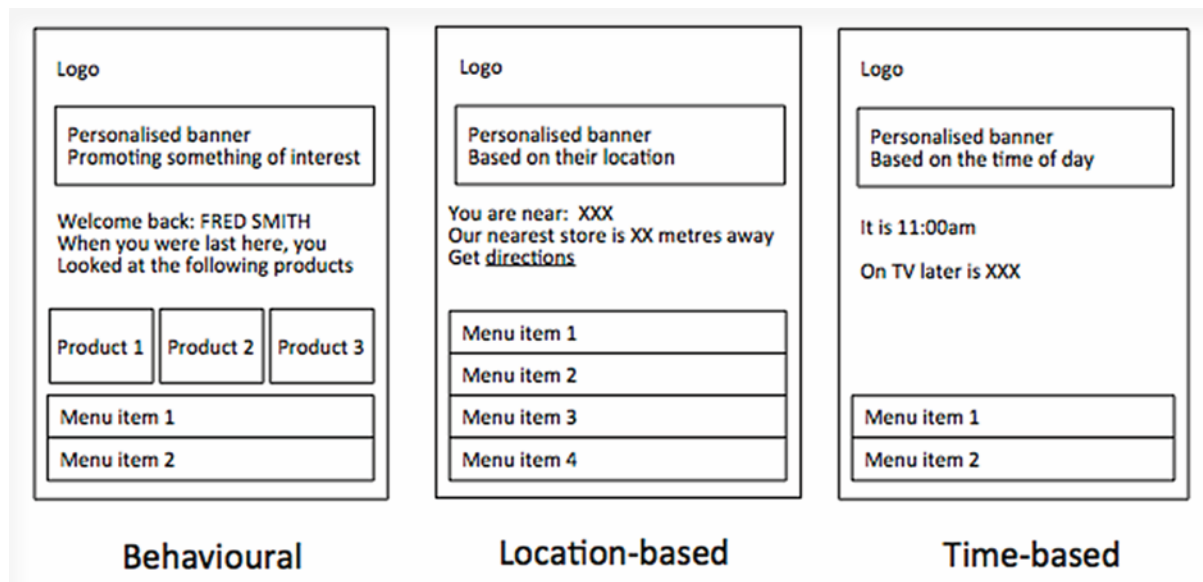 Logo
Personalised banner
Promoting something of interest
Welcome back: FRED SMITH
When you were last here, you
Looked at the following products
Product 1
Product 2
Product 3
Menu item 1
Menu item 2
Behavioural
Logo
Personalised banner
Based on their location
You are near: XXX
Our nearest store is XX metres away
Get directions
Menu item 1
Menu item 2
Menu item 3
Menu item 4
Location-based
Logo
Personalised banner
Based on the time of day
It is 11:00am
On TV later is XXX
Menu item 1
Menu item 2
Time-based